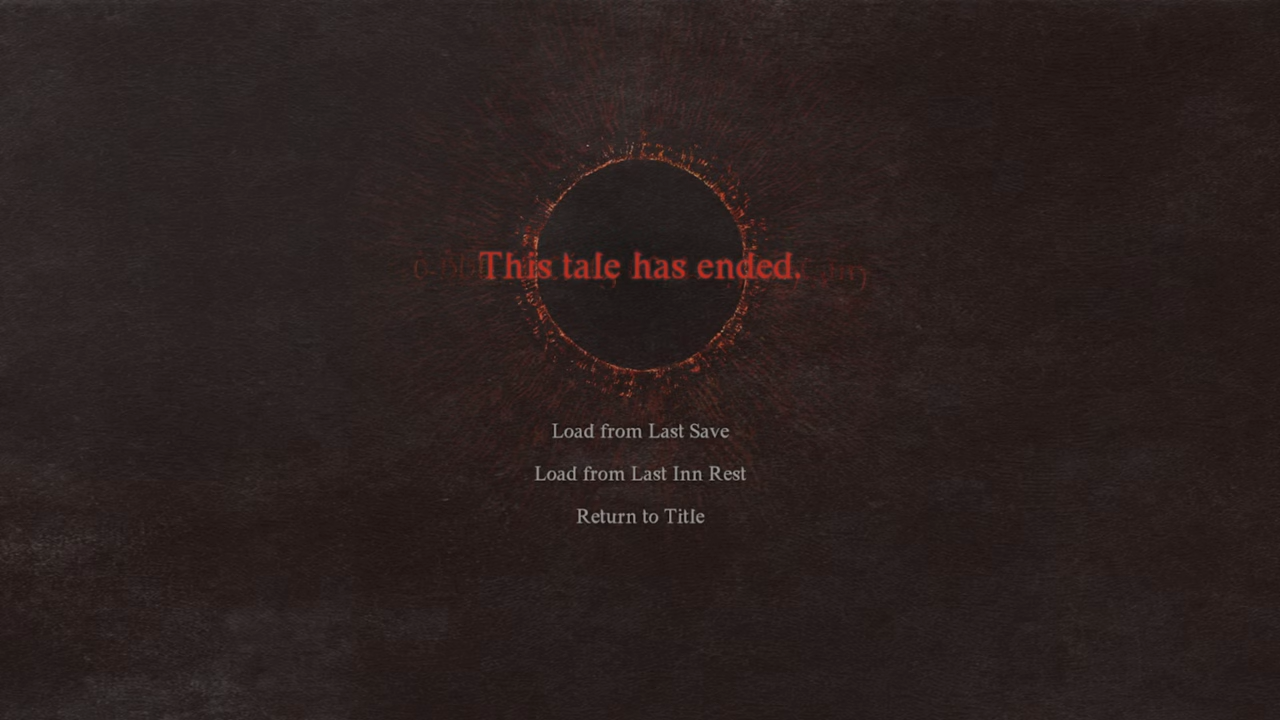 This tale has ended.
Load from Last Save
Load from Last Inn Rest
Return to Title